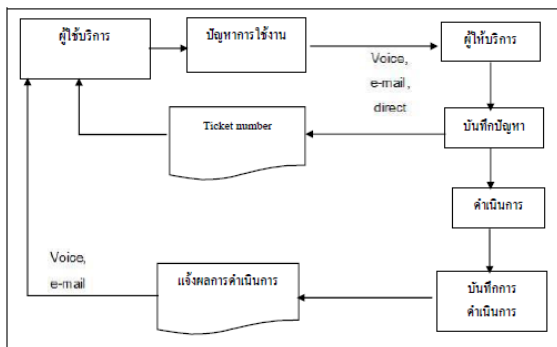 ผู้ใช้บริการ
ปัญหาการใช้งาน
ผู้ให้บริการ
Voice,
e-mail,
direct
Ticket number
บันทึกปัญหา
ดำเนินการ
Voice,
e-mail
แจ้งผลการดำเนินการ
บันทึกการ
ดำเนินการ